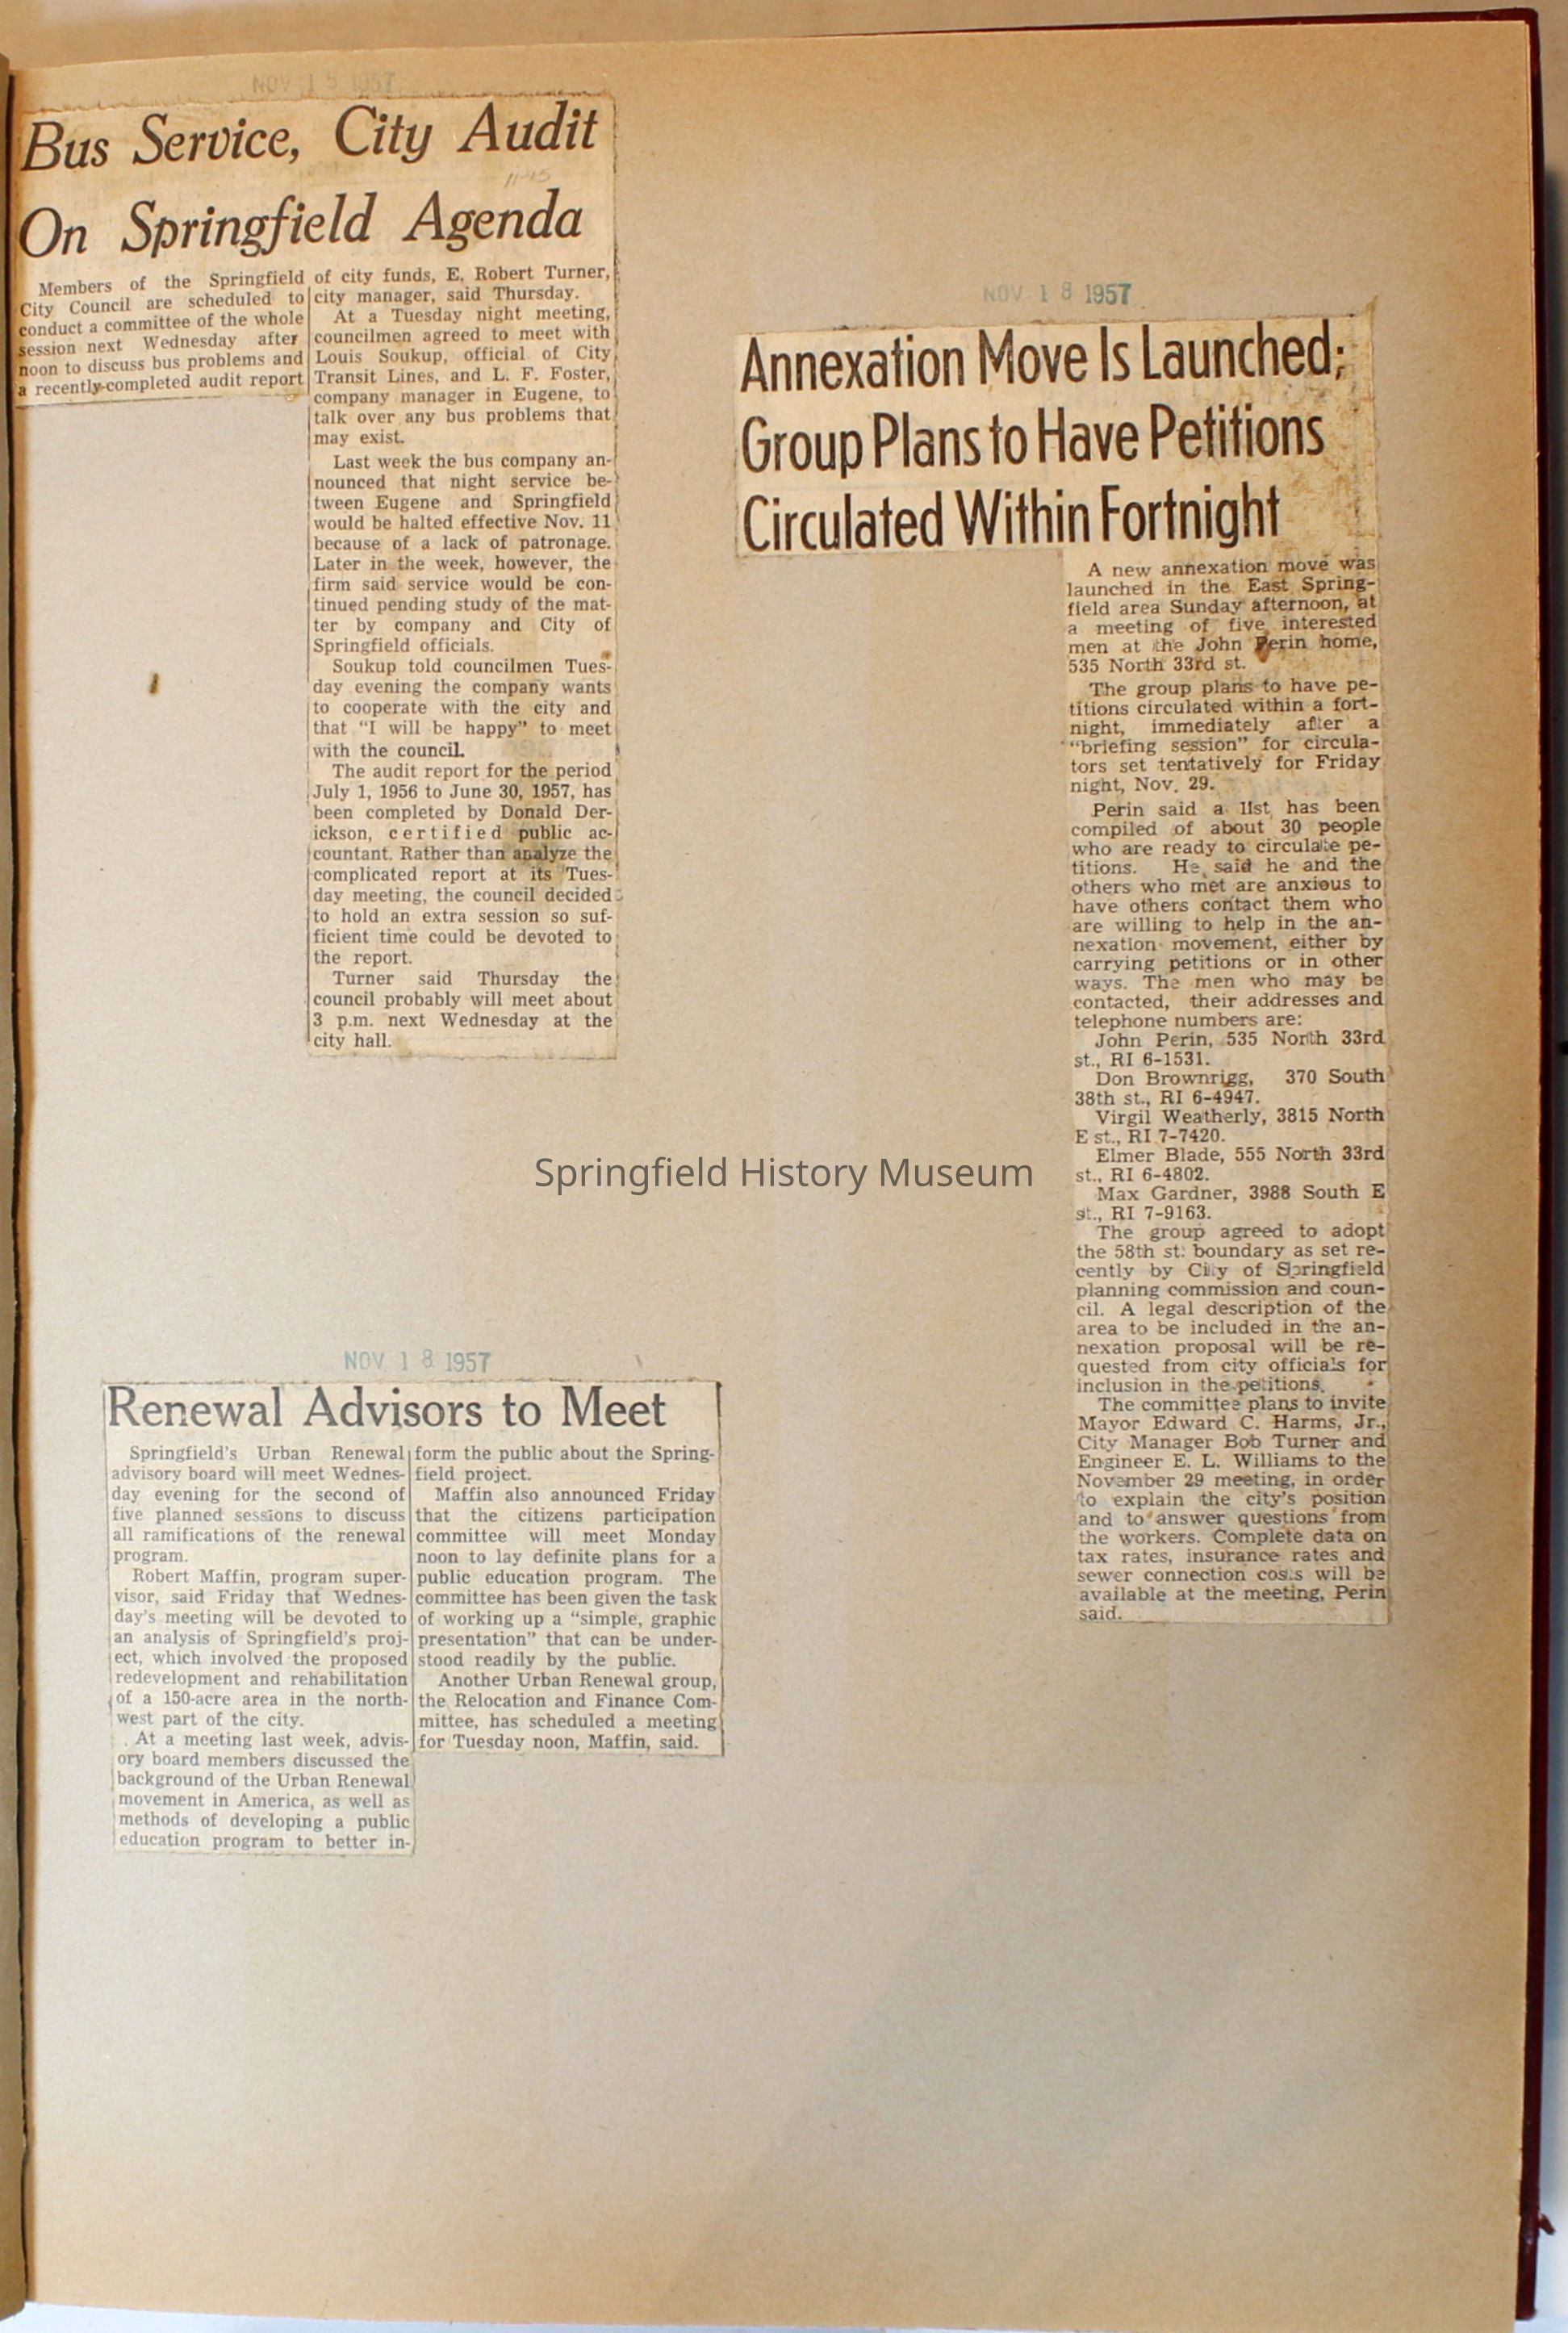 NOV 15 1957
Bus Service, City Audit
11-15
On Springfield Agenda
Members of the Springfield
City Council are scheduled to
conduct a committee of the whole
session next Wednesday after
noon to discuss bus problems and
a recently-completed audit report
of city funds, E. Robert Turner,
city manager, said Thursday.
At a Tuesday night meeting,
councilmen agreed to meet with
Louis Soukup, official of City
Transit Lines, and L. F. Foster,
company manager in Eugene, to
talk over any bus problems that
may exist.
Last week the bus company an-
nounced that night service be-
tween Eugene and Springfield
would be halted effective Nov. 11
because of a lack of patronage.
Later in the week, however, the
firm said service would be con-
tinued pending study of the mat-
ter by company and City of
Springfield officials.
Soukup told councilmen Tues-
day evening the company wants
to cooperate with the city and
that "I will be happy" to meet
with the council.
The audit report for the period
July 1, 1956 to June 30, 1957, has
been completed by Donald Der-
ickson, certified public ac-
countant. Rather than analyze the
complicated report at its Tues-
day meeting, the council decided
to hold an extra session so suf-
ficient time could be devoted to
the report.
Turner said Thursday the
council probably will meet about
3 p.m. next Wednesday at the
city hall.
NOV 18 1957
Annexation Move Is Launched;
Group Plans to Have Petitions
Circulated Within Fortnight
A new annexation move was
launched in the East Spring-
field area Sunday afternoon, at
a meeting of five interested
men at the John Perin home,
535 North 33rd st.
The group plans to have pe-
titions circulated within a fort-
night, immediately after a
"briefing session" for circula-
tors set tentatively for Friday
night, Nov. 29.
Perin said a list has been
compiled of about 30 people
who are ready to circulate pe-
titions. He said he and the
others who met are anxious to
have others contact them who
are willing to help in the an-
nexation movement, either by
carrying petitions or in other
ways. The men who may be
contacted, their addresses and
telephone numbers are:
John Perin, 535 North 33rd
st., RI 6-1531.
Don Brownrigg, 370 South
38th st., RI 6-4947.
Virgil Weatherly, 3815 North
E st., RI 7-7420.
Elmer Blade, 555 North 33rd
st., RI 6-4802.
Max Gardner, 3988 South E
st., RI 7-9163.
The group agreed to adopt
the 58th st. boundary as set re-
cently by City of Springfield
planning commission and coun-
cil. A legal description of the
area to be included in the an-
nexation proposal will be re-
quested from city officials for
inclusion in the petitions.
The committee plans to invite
Mayor Edward C. Harms, Jr.,
City Manager Bob Turner and
Engineer E. L. Williams to the
November 29 meeting, in order
to explain the city's position
and to answer questions from
the workers. Complete data on
tax rates, insurance rates and
sewer connection costs will be
available at the meeting, Perin
said.
Springfield History Museum
NOV 18 1957
Renewal Advisors to Meet
Springfield's Urban Renewal
advisory board will meet Wednes-
day evening for the second of
five planned sessions to discuss
all ramifications of the renewal
program.
Robert Maffin, program super-
visor, said Friday that Wednes-
day's meeting will be devoted to
an analysis of Springfield's proj-
ect, which involved the proposed
redevelopment and rehabilitation
of a 150-acre area in the north-
west part of the city.
At a meeting last week, advis-
ory board members discussed the
background of the Urban Renewal
movement in America, as well as
methods of developing a public
education program to better in-
form the public about the Spring-
field project.
Maffin also announced Friday
that the citizens participation
committee will meet Monday
noon to lay definite plans for a
public education program. The
committee has been given the task
of working up a "simple, graphic
presentation" that can be under-
stood readily by the public.
Another Urban Renewal group,
the Relocation and Finance Com-
mittee, has scheduled a meeting
for Tuesday noon, Maffin, said.